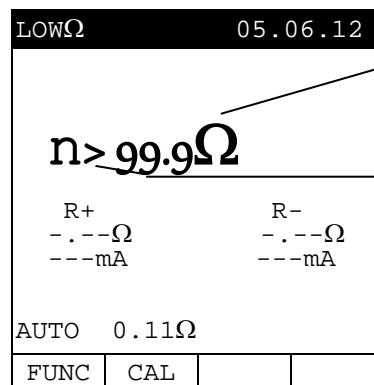 LOWΩ 05.06.12
n> 99.9Ω
R+ R-
-.--Ω -.--Ω
---mA ---mA
AUTO 0.11Ω
FUNC CAL